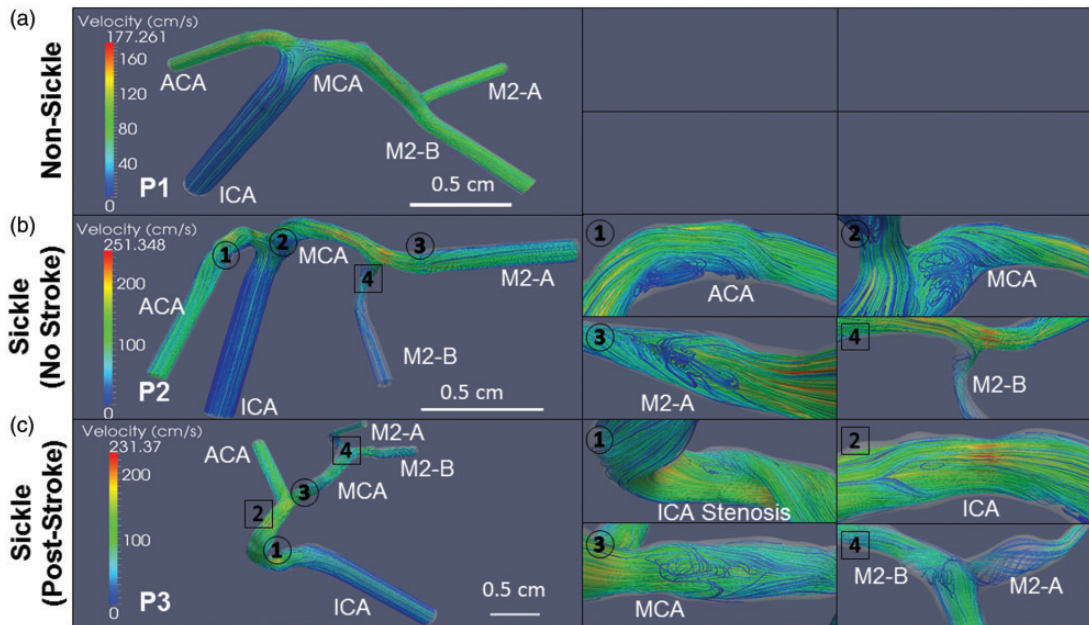 (a)
Non-Sickle
Velocity (cm/s)
177.261
160
120
80
40
0
P1
ACA
MCA
M2-A
M2-B
ICA
0.5 cm
(b)
Sickle
(No Stroke)
Velocity (cm/s)
251.348
200
100
0
P2
1
2
3
4
MCA
M2-A
ACA
M2-B
ICA
0.5 cm
1
ACA
2
MCA
3
M2-A
4
M2-B
(c)
Sickle
(Post-Stroke)
Velocity (cm/s)
231.37
200
100
0
P3
ACA
M2-A
4
M2-B
MCA
3
2
1
ICA
0.5 cm
1
ICA Stenosis
2
ICA
3
MCA
4
M2-B
M2-A